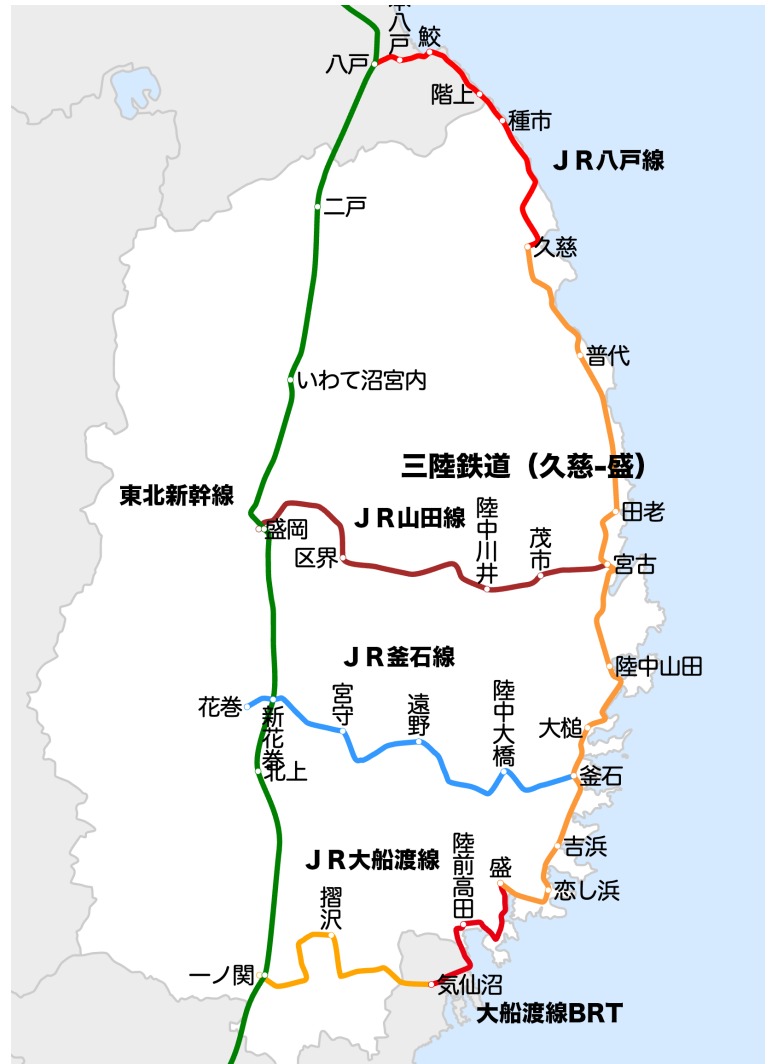 本八戸
鮫
八戸
階上
種市
ＪＲ八戸線
二戸
久慈
普代
いわて沼宮内
三陸鉄道（久慈-盛）
東北新幹線
陸中川井
ＪＲ山田線
田老
盛岡
茂市
区界
宮古
ＪＲ釜石線
陸中山田
宮守
遠野
陸中大橋
花巻
新花巻
大槌
北上
釜石
陸前高田
吉浜
ＪＲ大船渡線
盛
恋し浜
摺沢
一ノ関
気仙沼
大船渡線BRT